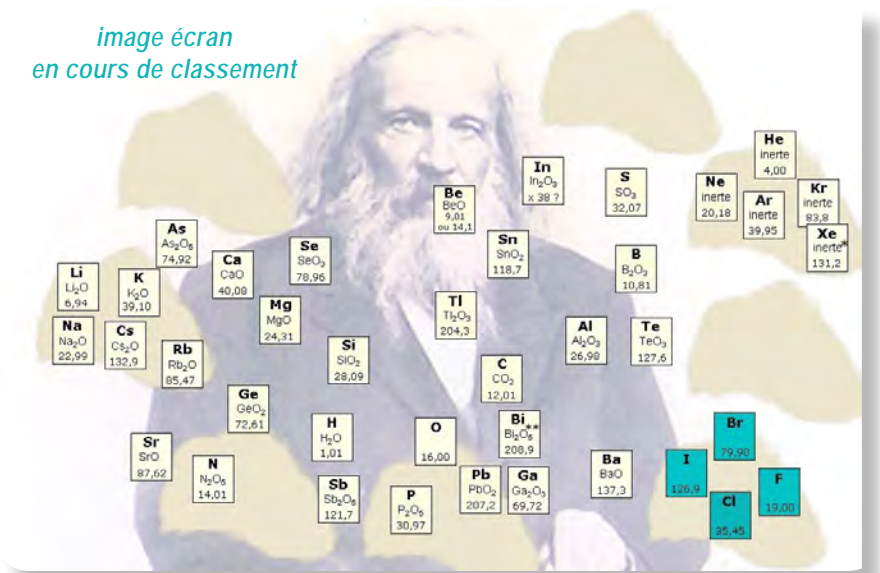 image écran
en cours de classement
He
inerte
4,00
Ne
inerte
20,18
Ar
inerte
39,95
Kr
inerte
83,8
Xe
inerte*
131,2
In
In₂O₃
x 38 ?
S
SO₃
32,07
Be
BeO
9,01
ou 14,1
As
As₂O₅
74,92
Ca
CaO
40,08
Se
SeO₃
78,96
Sn
SnO₂
118,7
B
B₂O₃
10,81
Li
Li₂O
6,94
K
K₂O
39,10
Mg
MgO
24,31
Tl
Tl₂O₃
204,3
Na
Na₂O
22,99
Cs
Cs₂O
132,9
Rb
Rb₂O
85,47
Si
SiO₂
28,09
Al
Al₂O₃
26,98
Te
TeO₃
127,6
C
CO₂
12,01
Ge
GeO₂
72,61
H
H₂O
1,01
O
16,00
Bi**
Bi₂O₅
208,9
Br
79,90
Sr
SrO
87,62
N
N₂O₅
14,01
Sb
Sb₂O₅
121,7
P
P₂O₅
30,97
Pb
PbO₂
207,2
Ga
Ga₂O₃
69,72
Ba
BaO
137,3
I
126,9
Cl
35,45
F
19,00